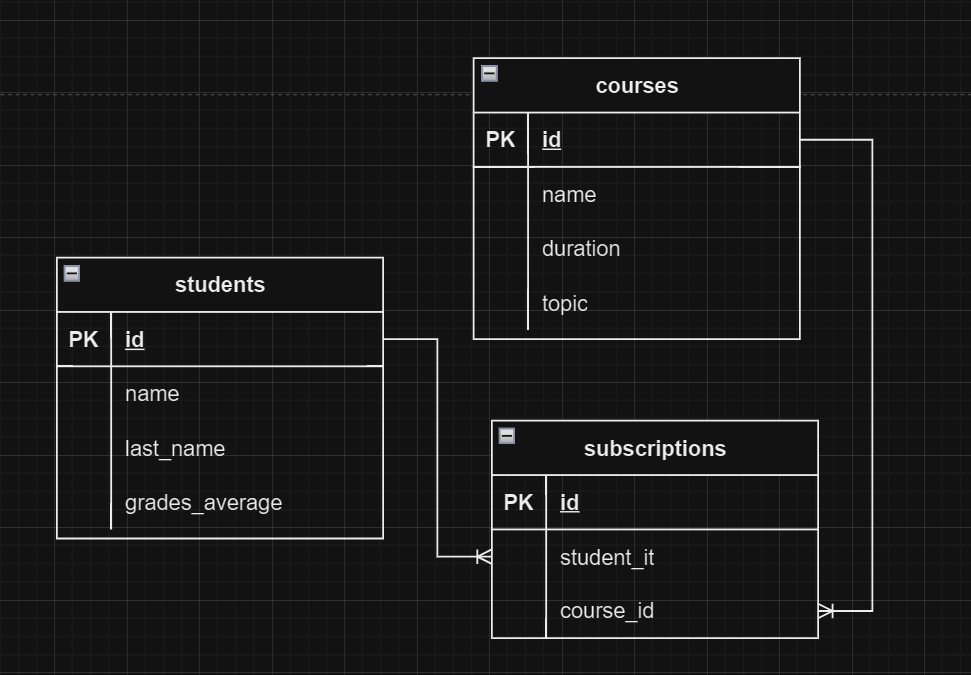 courses
PK id
name
duration
topic
students
PK id
name
last_name
grades_average
subscriptions
PK id
student_it
course_id